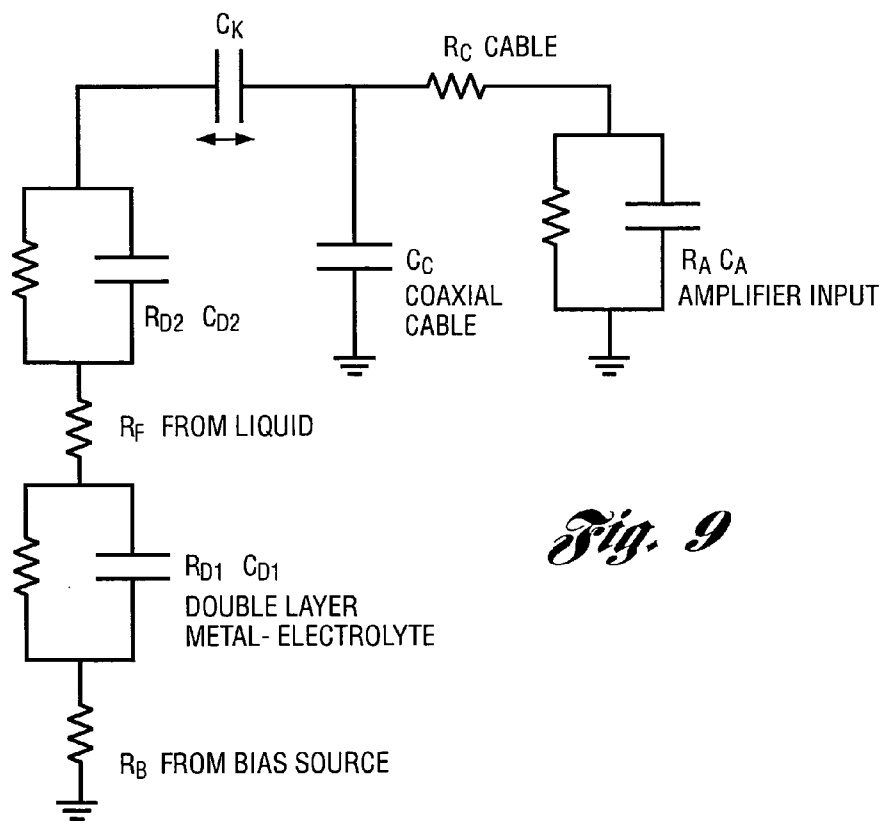 C_K
R_C CABLE
R_A C_A
AMPLIFIER INPUT
C_C
COAXIAL
CABLE
R_D2 C_D2
R_F FROM LIQUID
R_D1 C_D1
DOUBLE LAYER
METAL- ELECTROLYTE
R_B FROM BIAS SOURCE
Fig. 9